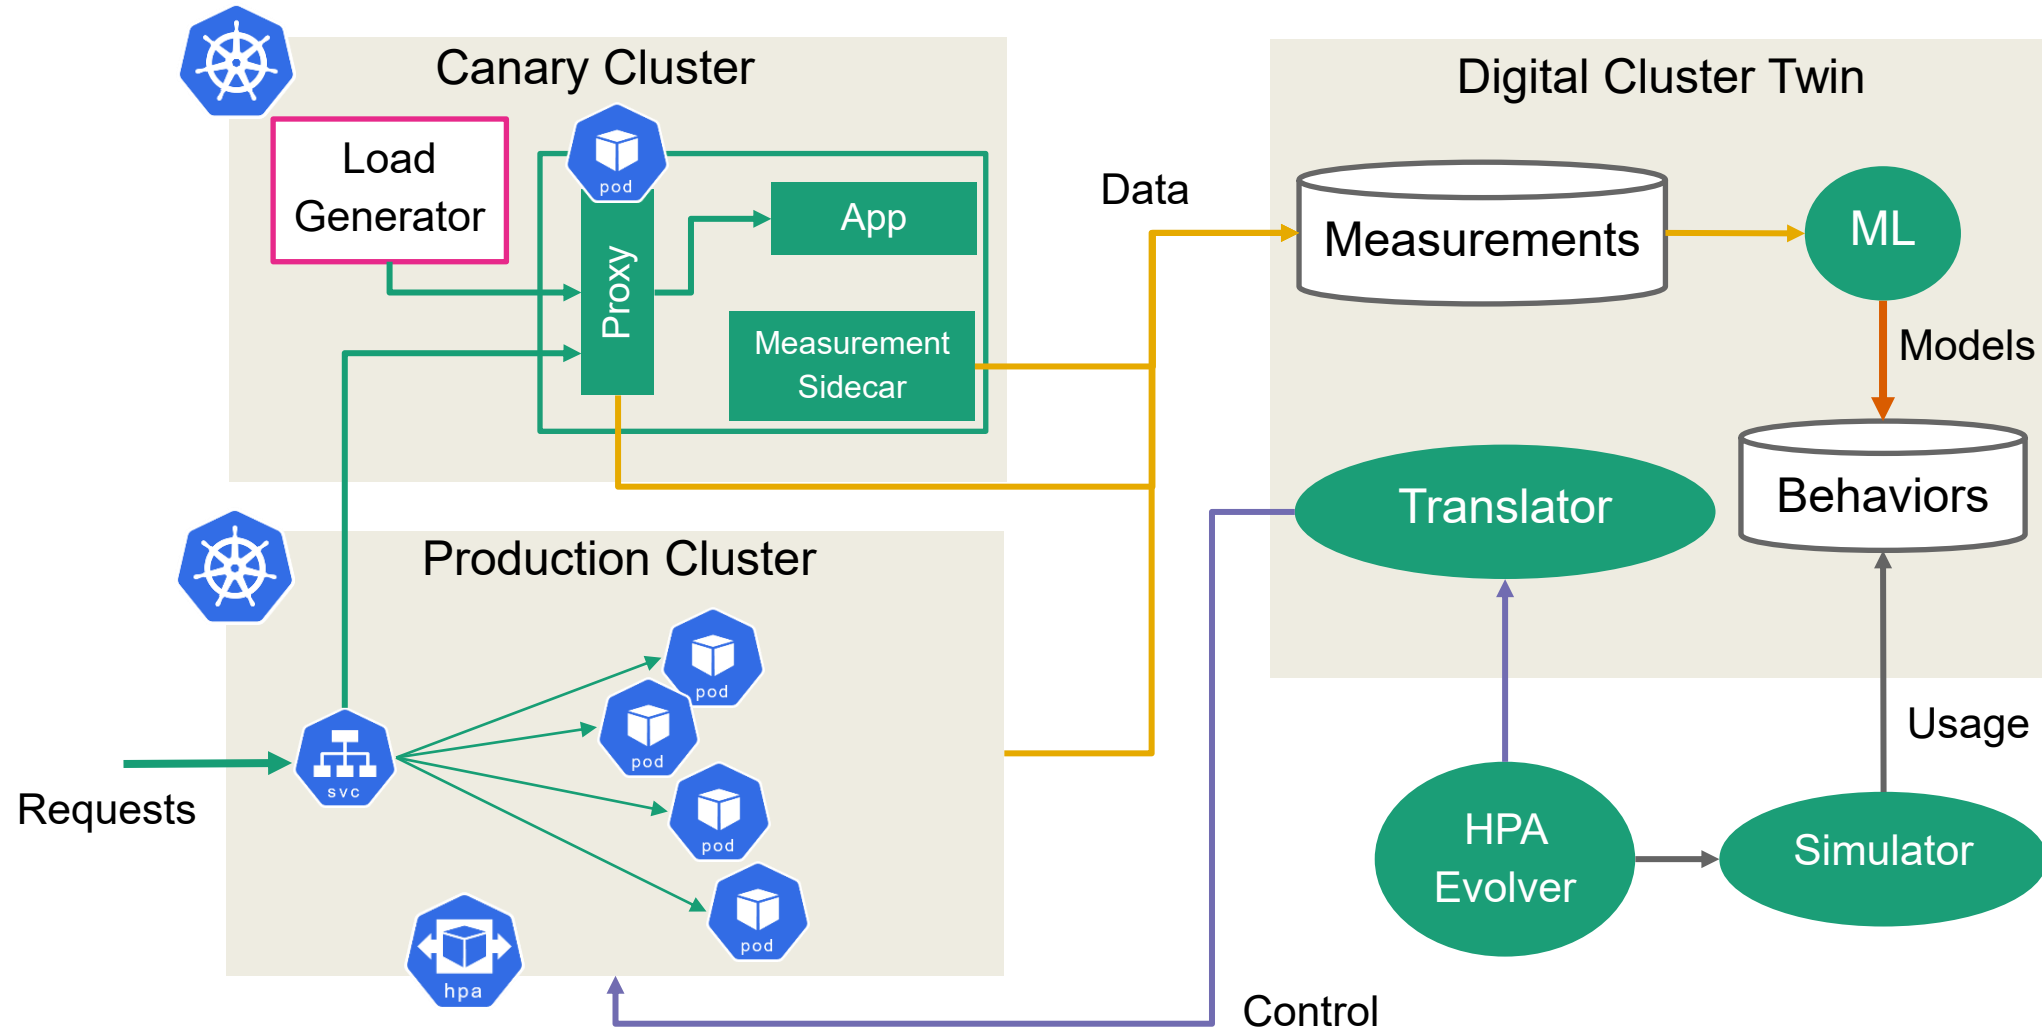 Canary Cluster
Load
Generator
pod
Proxy
App
Measurement
Sidecar
Data
Digital Cluster Twin
Measurements
ML
Models
Behaviors
Translator
Production Cluster
pod
pod
pod
pod
svc
Requests
hpa
Control
HPA
Evolver
Simulator
Usage